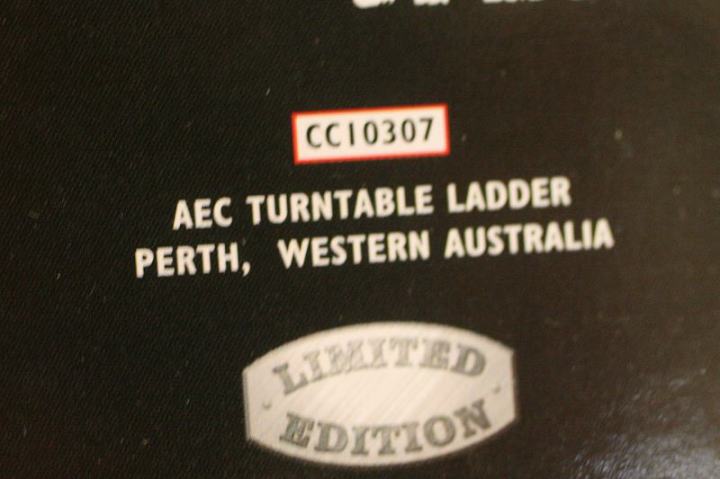 CC10307
AEC TURNTABLE LADDER
PERTH, WESTERN AUSTRALIA
LIMITED
EDITION